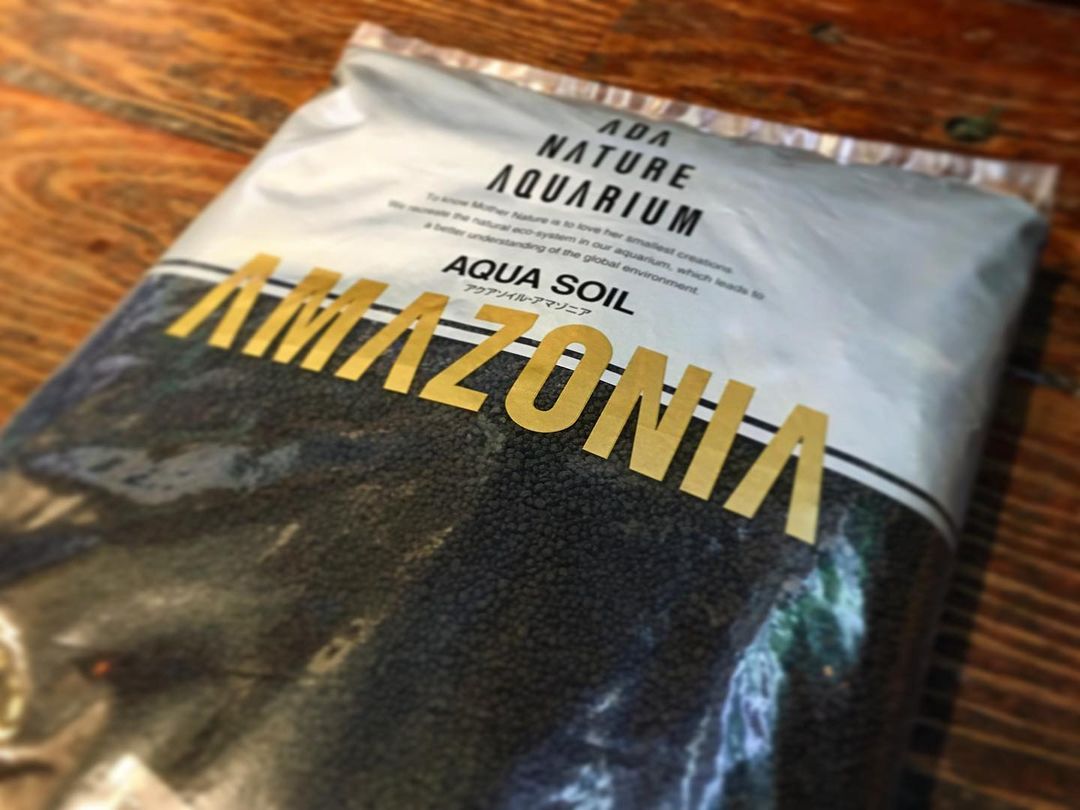 ADA
NATURE
AQUARIUM
To know Mother Nature is to love her smallest creations.
We recreate the natural eco-system in our aquarium, which leads to
a better understanding of the global environment.
AQUA SOIL
アクアソイル-アマゾニア
AMAZONIA